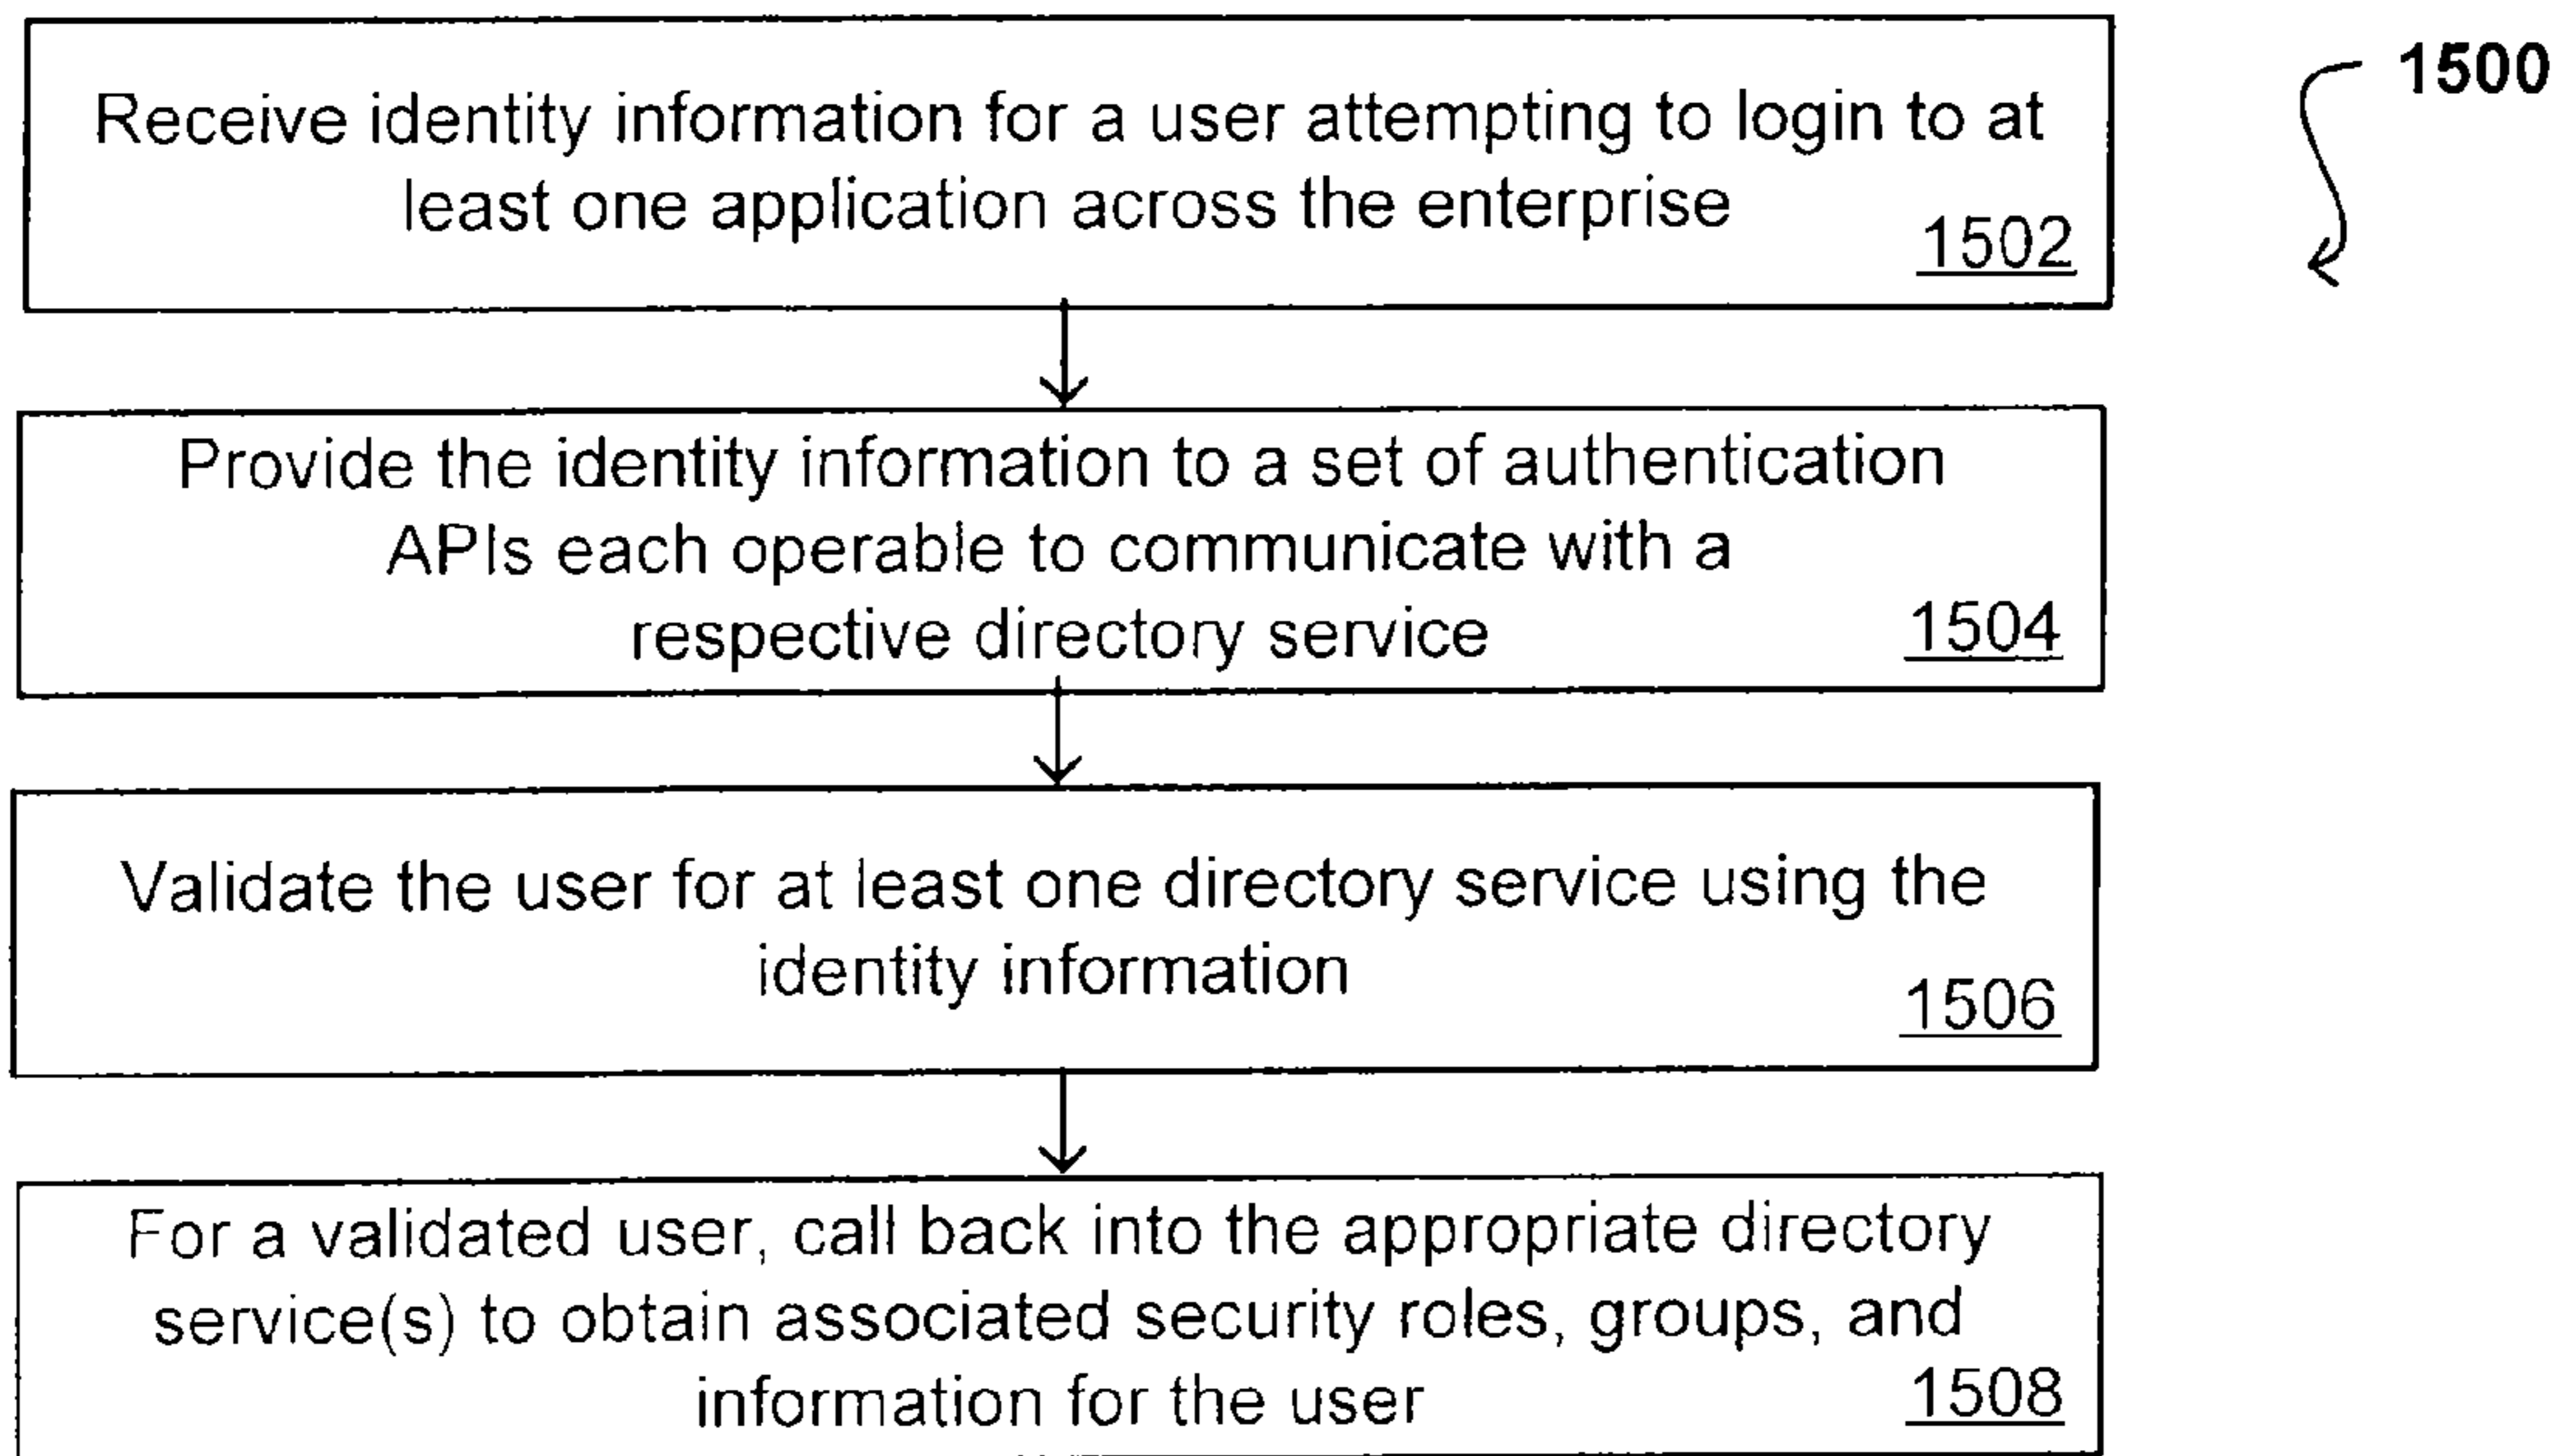 1500
Receive identity information for a user attempting to login to at
least one application across the enterprise
1502
Provide the identity information to a set of authentication
APIs each operable to communicate with a
respective directory service
1504
Validate the user for at least one directory service using the
identity information
1506
For a validated user, call back into the appropriate directory
service(s) to obtain associated security roles, groups, and
information for the user
1508